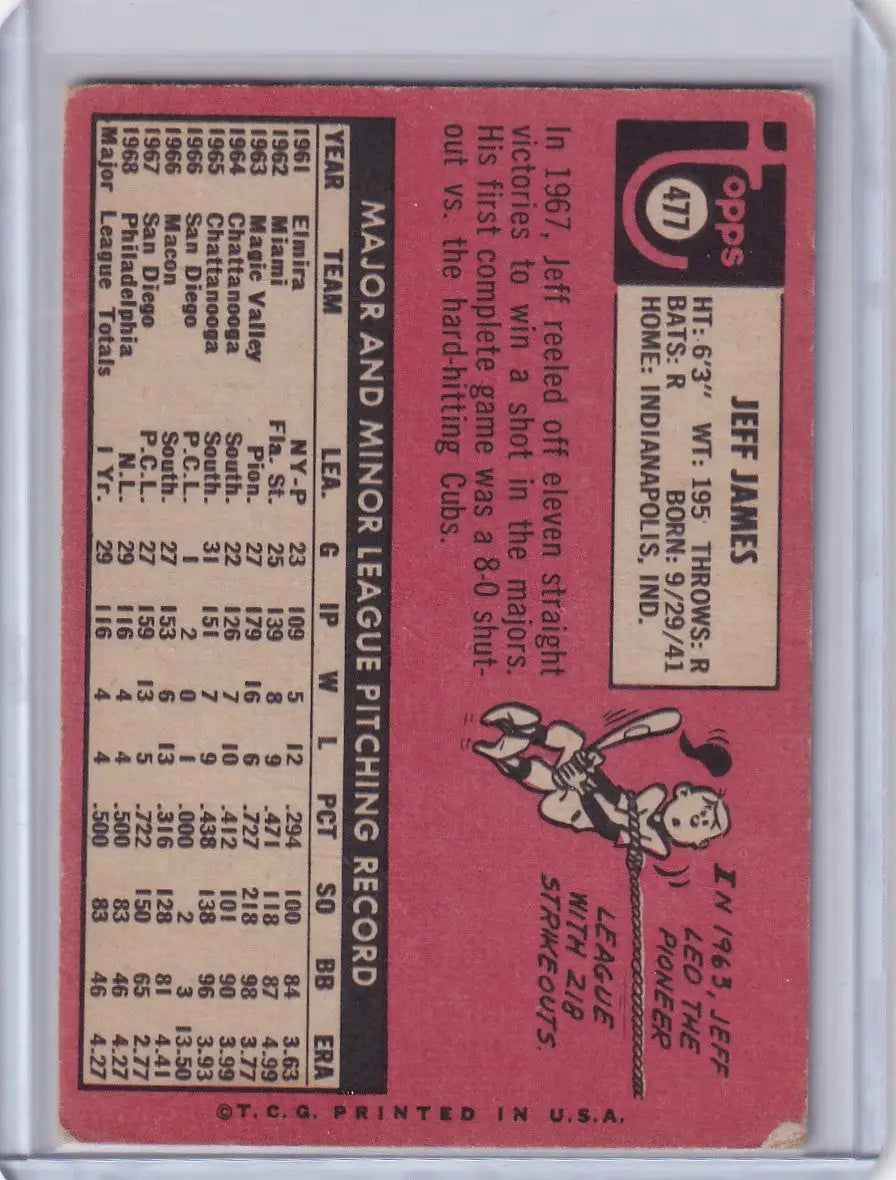 Topps
477
JEFF JAMES
HT: 6'3" WT: 195 THROWS: R
BATS: R BORN: 9/29/41
HOME: INDIANAPOLIS, IND.
In 1967, Jeff reeled off eleven straight
victories to win a shot in the majors.
His first complete game was a 8-0 shut-
out vs. the hard-hitting Cubs.
IN 1963, JEFF
LED THE
PIONEER
LEAGUE
WITH 218
STRIKEOUTS.
MAJOR AND MINOR LEAGUE PITCHING RECORD
YEAR TEAM LEA. G IP W L PCT SO BB ERA
1961 Elmira NY-P 23 109 5 12 .294 100 84 3.63
1962 Miami Fla. St. 25 139 8 9 .471 118 87 4.99
1963 Magic Valley Pion. 27 179 16 6 .727 218 98 3.77
1964 Chattanooga South. 22 126 7 10 .412 101 90 3.99
1965 Chattanooga South. 31 151 7 9 .438 138 96 3.93
1966 San Diego P.C.L. 1 2 0 1 .000 2 3 13.50
1966 Macon South. 27 153 6 13 .316 128 81 4.41
1967 San Diego P.C.L. 27 159 13 5 .722 150 65 2.77
1968 Philadelphia N.L. 29 116 4 4 .500 83 46 4.27
Major League Totals 1 Yr. 29 116 4 4 .500 83 46 4.27
©T.C.G. PRINTED IN U.S.A.